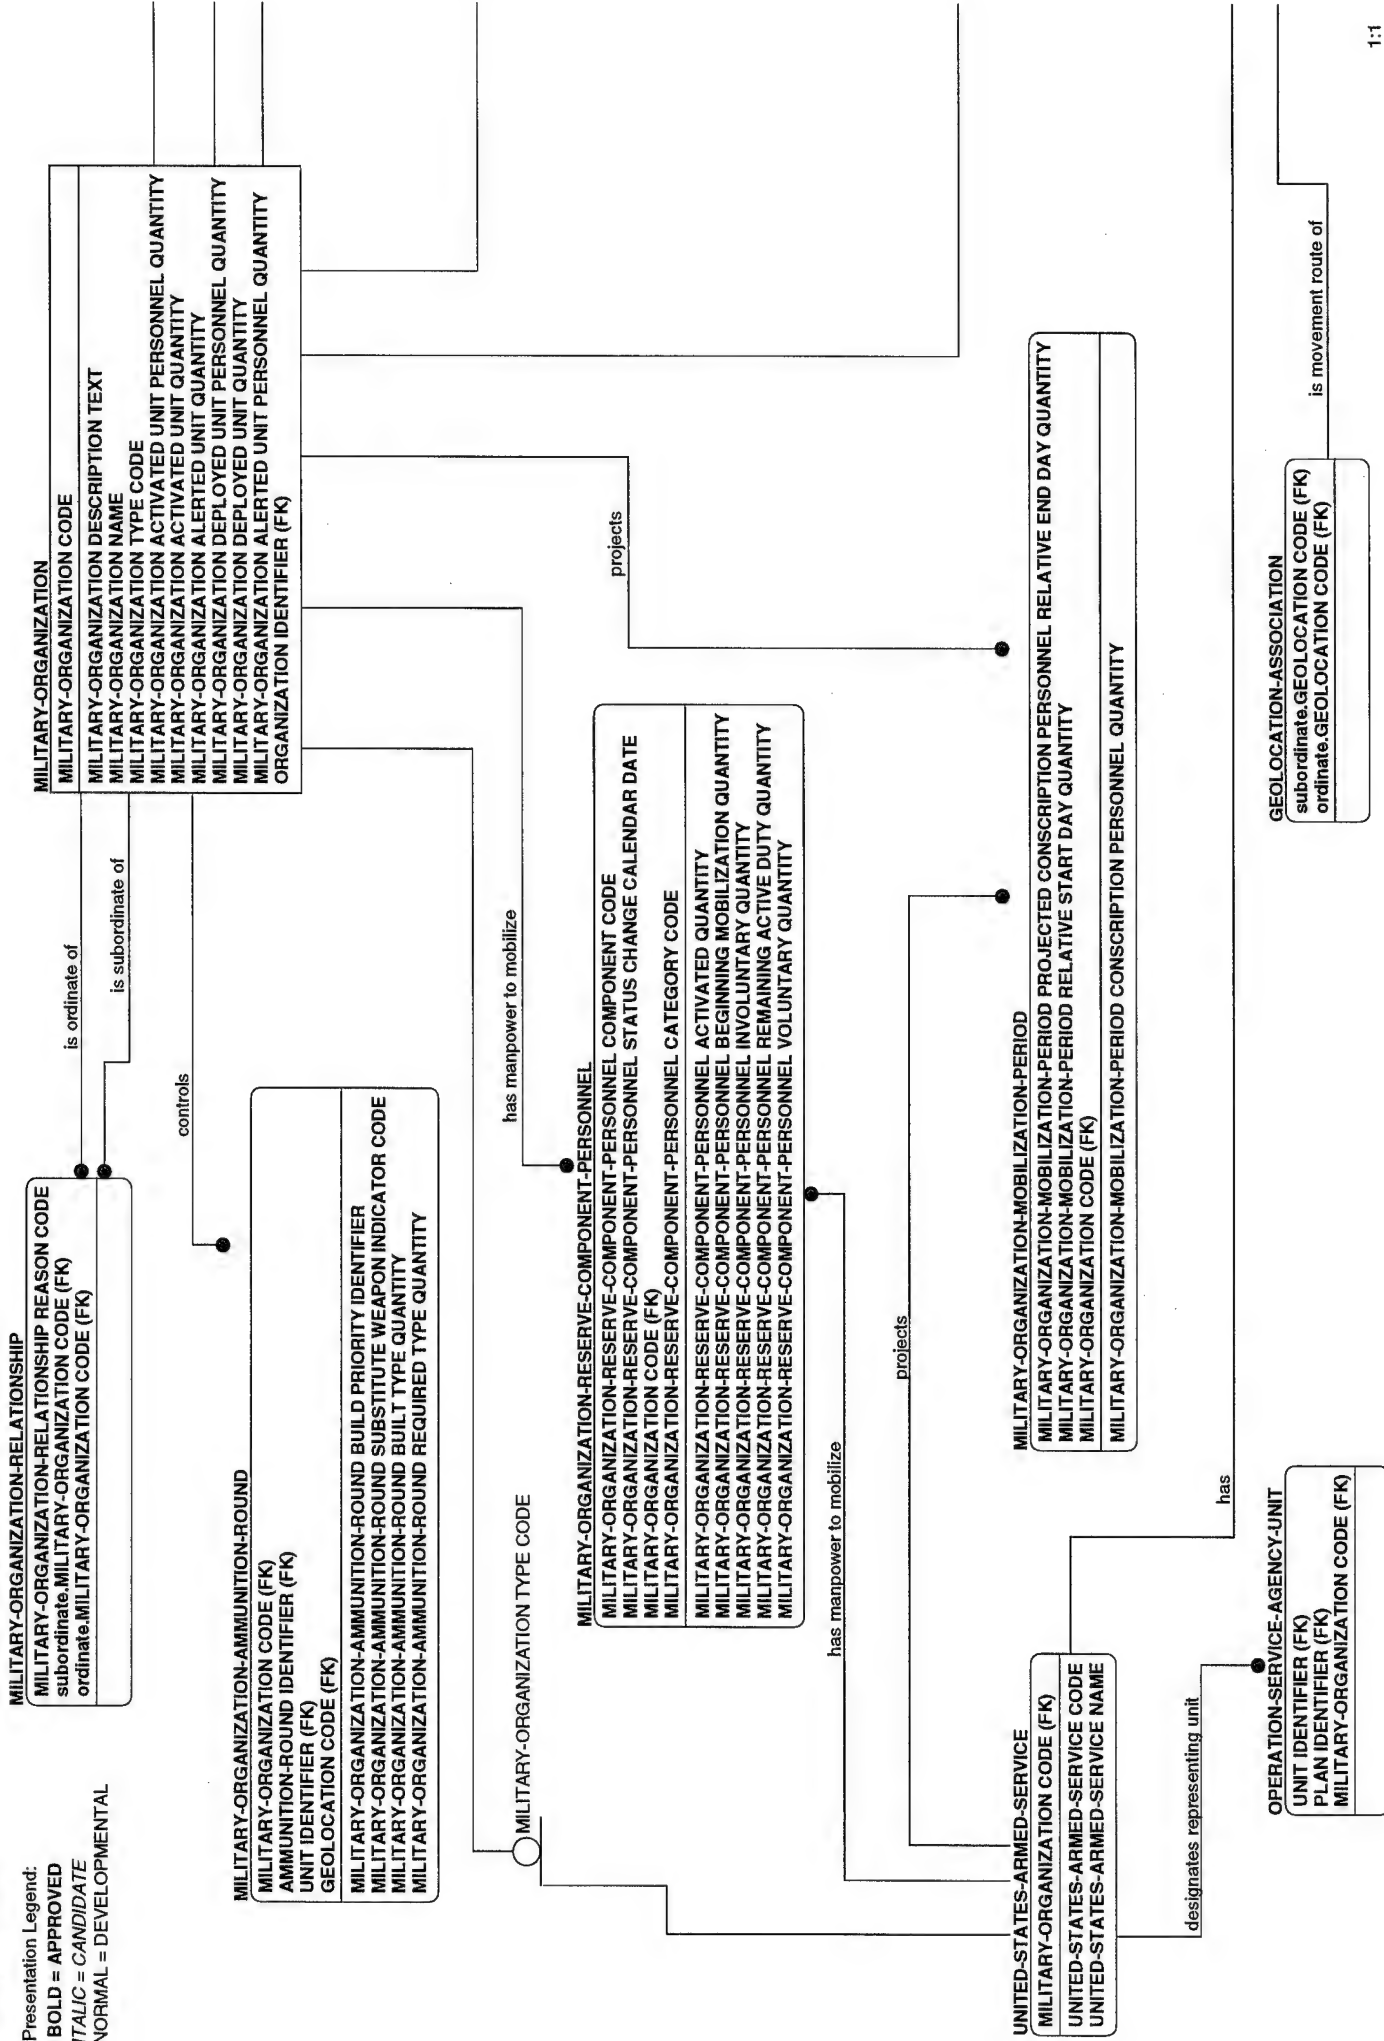 Presentation Legend:
BOLD = APPROVED
ITALIC = CANDIDATE
NORMAL = DEVELOPMENTAL
MILITARY-ORGANIZATION-RELATIONSHIP
MILITARY-ORGANIZATION-RELATIONSHIP REASON CODE
subordinate.MILITARY-ORGANIZATION CODE (FK)
ordinate.MILITARY-ORGANIZATION CODE (FK)
is ordinate of
is subordinate of
MILITARY-ORGANIZATION
MILITARY-ORGANIZATION CODE
MILITARY-ORGANIZATION DESCRIPTION TEXT
MILITARY-ORGANIZATION NAME
MILITARY-ORGANIZATION TYPE CODE
MILITARY-ORGANIZATION ACTIVATED UNIT PERSONNEL QUANTITY
MILITARY-ORGANIZATION ACTIVATED UNIT QUANTITY
MILITARY-ORGANIZATION ALERTED UNIT QUANTITY
MILITARY-ORGANIZATION DEPLOYED UNIT PERSONNEL QUANTITY
MILITARY-ORGANIZATION DEPLOYED UNIT QUANTITY
MILITARY-ORGANIZATION ALERTED UNIT PERSONNEL QUANTITY
ORGANIZATION IDENTIFIER (FK)
controls
MILITARY-ORGANIZATION-AMMUNITION-ROUND
MILITARY-ORGANIZATION CODE (FK)
AMMUNITION-ROUND IDENTIFIER (FK)
UNIT IDENTIFIER (FK)
GEOLOCATION CODE (FK)
MILITARY-ORGANIZATION-AMMUNITION-ROUND BUILD PRIORITY IDENTIFIER
MILITARY-ORGANIZATION-AMMUNITION-ROUND SUBSTITUTE WEAPON INDICATOR CODE
MILITARY-ORGANIZATION-AMMUNITION-ROUND BUILT TYPE QUANTITY
MILITARY-ORGANIZATION-AMMUNITION-ROUND REQUIRED TYPE QUANTITY
has manpower to mobilize
projects
MILITARY-ORGANIZATION TYPE CODE
MILITARY-ORGANIZATION-RESERVE-COMPONENT-PERSONNEL
MILITARY-ORGANIZATION-RESERVE-COMPONENT-PERSONNEL COMPONENT CODE
MILITARY-ORGANIZATION-RESERVE-COMPONENT-PERSONNEL STATUS CHANGE CALENDAR DATE
MILITARY-ORGANIZATION CODE (FK)
MILITARY-ORGANIZATION-RESERVE-COMPONENT-PERSONNEL CATEGORY CODE
MILITARY-ORGANIZATION-RESERVE-COMPONENT-PERSONNEL ACTIVATED QUANTITY
MILITARY-ORGANIZATION-RESERVE-COMPONENT-PERSONNEL BEGINNING MOBILIZATION QUANTITY
MILITARY-ORGANIZATION-RESERVE-COMPONENT-PERSONNEL INVOLUNTARY QUANTITY
MILITARY-ORGANIZATION-RESERVE-COMPONENT-PERSONNEL REMAINING ACTIVE DUTY QUANTITY
MILITARY-ORGANIZATION-RESERVE-COMPONENT-PERSONNEL VOLUNTARY QUANTITY
has manpower to mobilize
projects
UNITED-STATES-ARMED-SERVICE
MILITARY-ORGANIZATION CODE (FK)
UNITED-STATES-ARMED-SERVICE CODE
UNITED-STATES-ARMED-SERVICE NAME
MILITARY-ORGANIZATION-MOBILIZATION-PERIOD
MILITARY-ORGANIZATION-MOBILIZATION-PERIOD PROJECTED CONSCRIPTION PERSONNEL RELATIVE END DAY QUANTITY
MILITARY-ORGANIZATION-MOBILIZATION-PERIOD RELATIVE START DAY QUANTITY
MILITARY-ORGANIZATION CODE (FK)
MILITARY-ORGANIZATION-MOBILIZATION-PERIOD CONSCRIPTION PERSONNEL QUANTITY
designates representing unit
has
OPERATION-SERVICE-AGENCY-UNIT
UNIT IDENTIFIER (FK)
PLAN IDENTIFIER (FK)
MILITARY-ORGANIZATION CODE (FK)
GEOLOCATION-ASSOCIATION
subordinate.GEOLOCATION CODE (FK)
ordinate.GEOLOCATION CODE (FK)
is movement route of
1:1